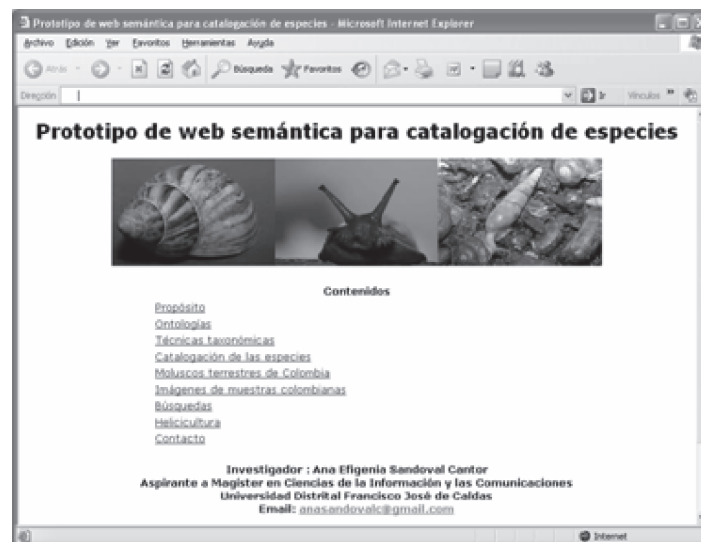 Prototipo de web semántica para catalogación de especies - Microsoft Internet Explorer
Archivo Edición Ver Favoritos Herramientas Ayuda
Atrás Búsqueda Favoritos
Dirección Ir Vínculos »
Prototipo de web semántica para catalogación de especies
Contenidos
Propósito
Ontologías
Técnicas taxonómicas
Catalogación de las especies
Moluscos terrestres de Colombia
Imágenes de muestras colombianas
Búsquedas
Helicicultura
Contacto
Investigador : Ana Efigenia Sandoval Cantor
Aspirante a Magister en Ciencias de la Información y las Comunicaciones
Universidad Distrital Francisco José de Caldas
Email: anasandovalc@gmail.com
Internet